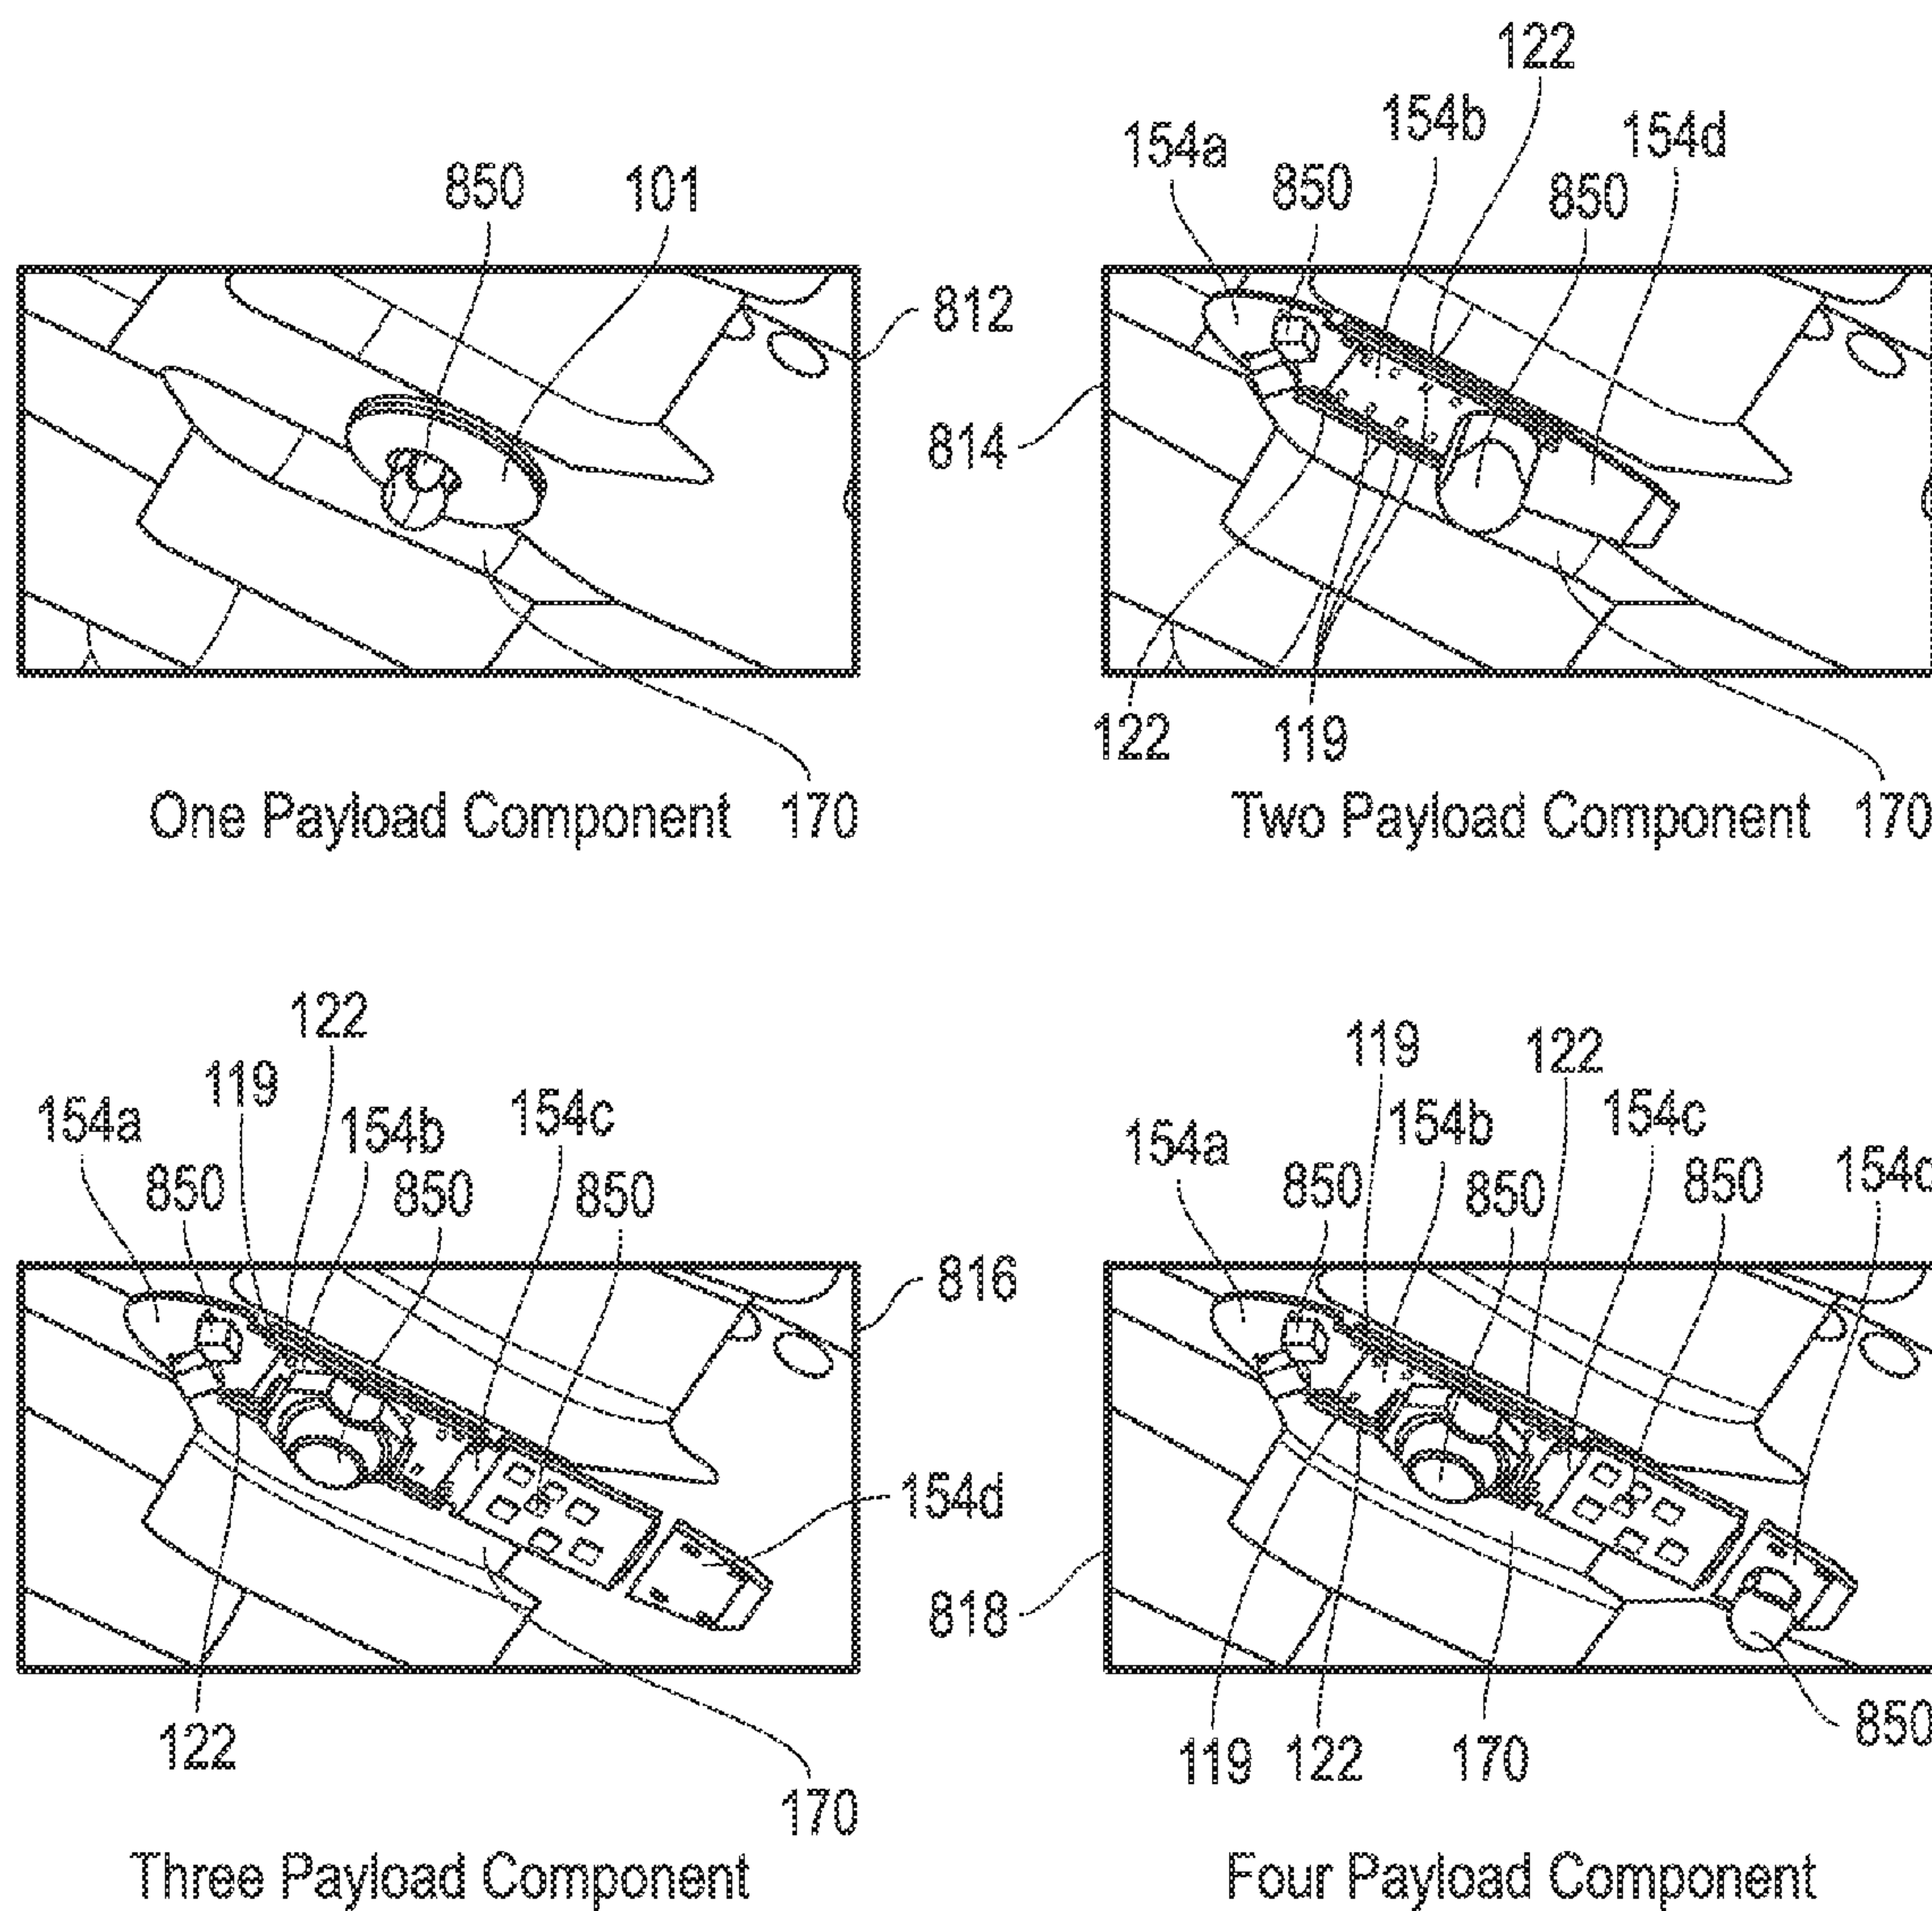 850 101
812
One Payload Component 170
122
154b
154a 154d
850 850
814
122 119
Two Payload Component 170
122
119
154a 154b 154c
850 850 850
816
154d
122
170
Three Payload Component
119 122
154a 154b 154c
850 850 850 154d
818
850
119 122 170
Four Payload Component